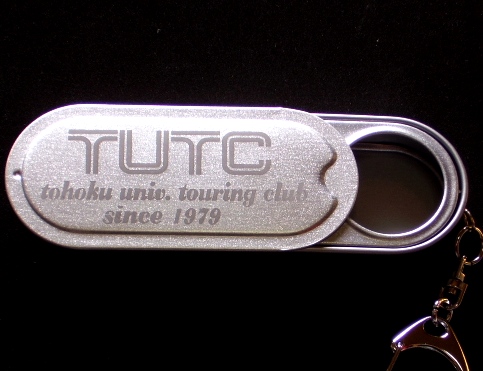 TUTC
tohoku univ. touring club
since 1979